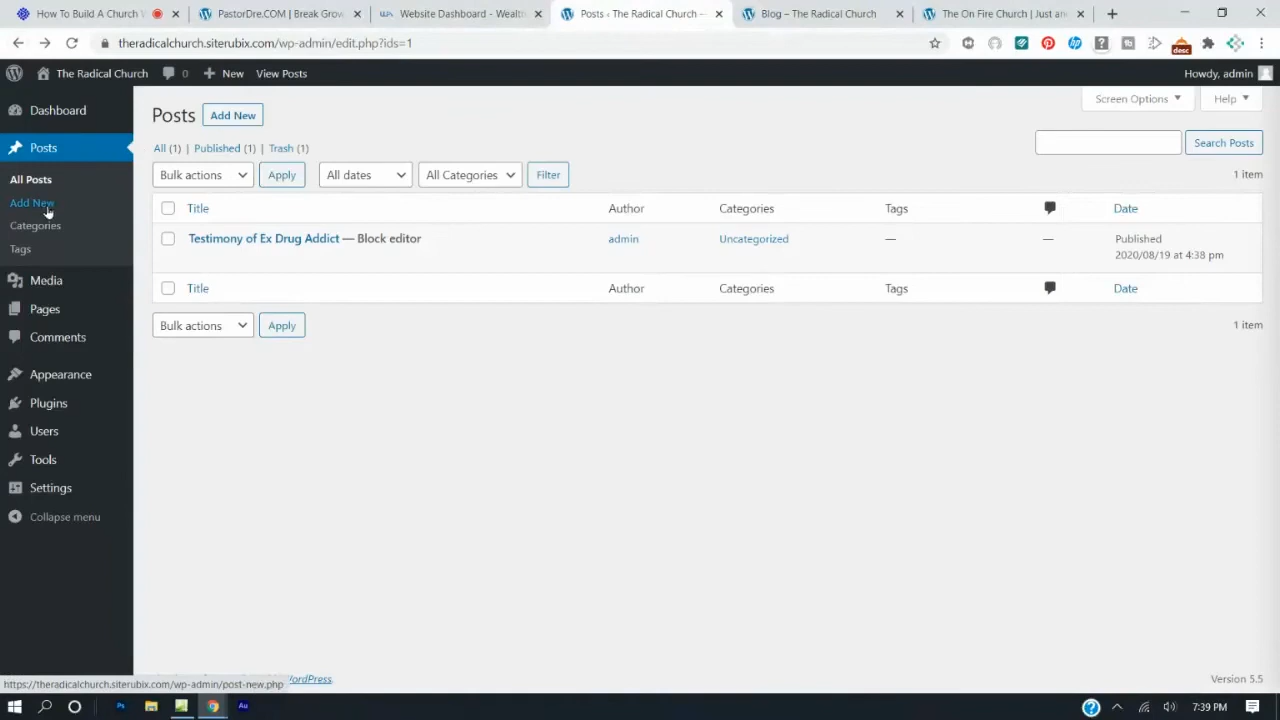 How To Build A Church W
PastorDre.COM | Break Grov
Website Dashboard - Wealth
Posts ‹ The Radical Church —
Blog – The Radical Church
The On Fire Church | Just an
theradicalchurch.siterubix.com/wp-admin/edit.php?ids=1
desc
The Radical Church
0
New
View Posts
Howdy, admin
Dashboard
Posts
All Posts
Add New
Categories
Tags
Media
Pages
Comments
Appearance
Plugins
Users
Tools
Settings
Collapse menu
Posts
Add New
Screen Options
Help
All (1) | Published (1) | Trash (1)
Search Posts
Bulk actions
Apply
All dates
All Categories
Filter
1 item
Title
Author
Categories
Tags
Date
Testimony of Ex Drug Addict — Block editor
admin
Uncategorized
—
—
Published
2020/08/19 at 4:38 pm
Title
Author
Categories
Tags
Date
Bulk actions
Apply
1 item
https://theradicalchurch.siterubix.com/wp-admin/post-new.php
WordPress.
Version 5.5
Ps
Au
7:39 PM